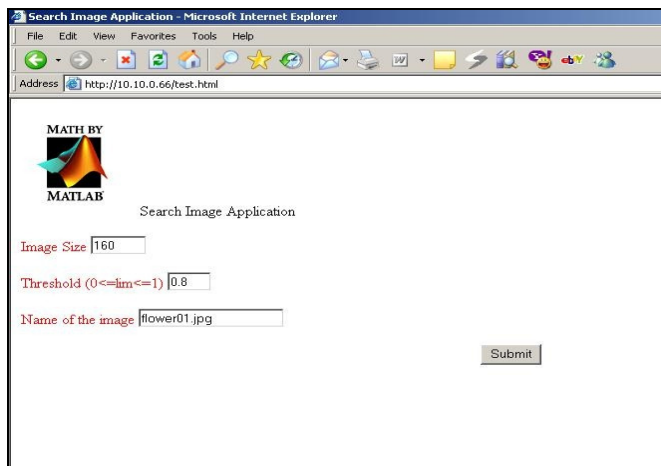 Search Image Application - Microsoft Internet Explorer
File Edit View Favorites Tools Help
W ebY
Address http://10.10.0.66/test.html
MATH BY
MATLAB
Search Image Application
Image Size 160
Threshold (0<=lim<=1) 0.8
Name of the image flower01.jpg
Submit